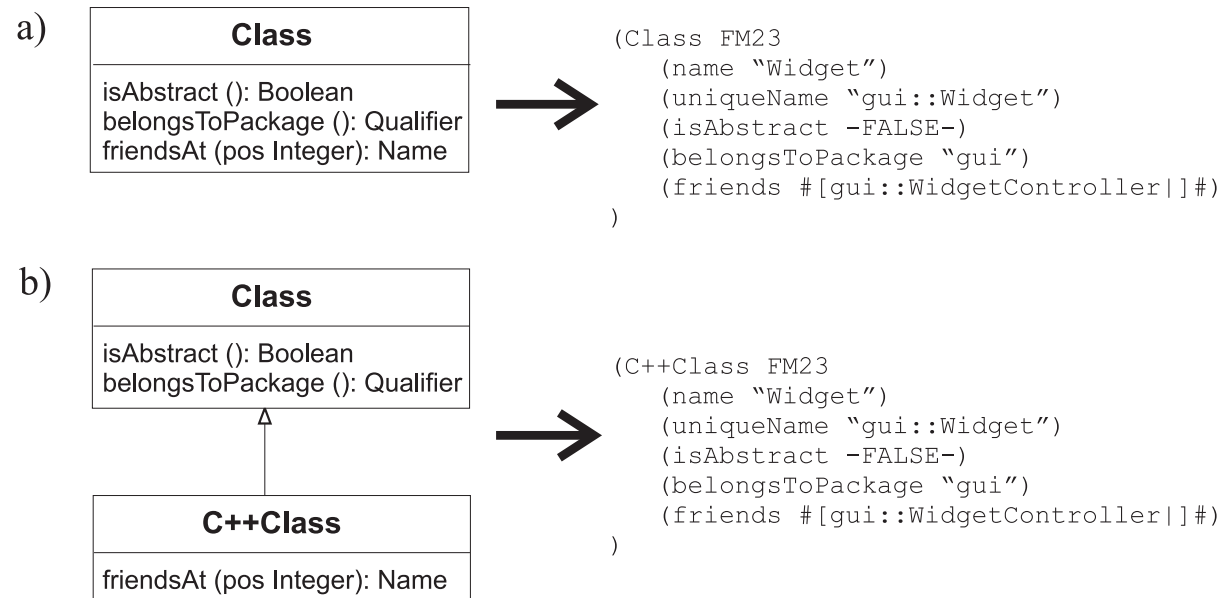 a)
Class
isAbstract (): Boolean
belongsToPackage (): Qualifier
friendsAt (pos Integer): Name
(Class FM23
(name “Widget”)
(uniqueName “gui::Widget”)
(isAbstract -FALSE-)
(belongsToPackage “gui”)
(friends #[gui::WidgetController|]#)
)
b)
Class
isAbstract (): Boolean
belongsToPackage (): Qualifier
C++Class
friendsAt (pos Integer): Name
(C++Class FM23
(name “Widget”)
(uniqueName “gui::Widget”)
(isAbstract -FALSE-)
(belongsToPackage “gui”)
(friends #[gui::WidgetController|]#)
)